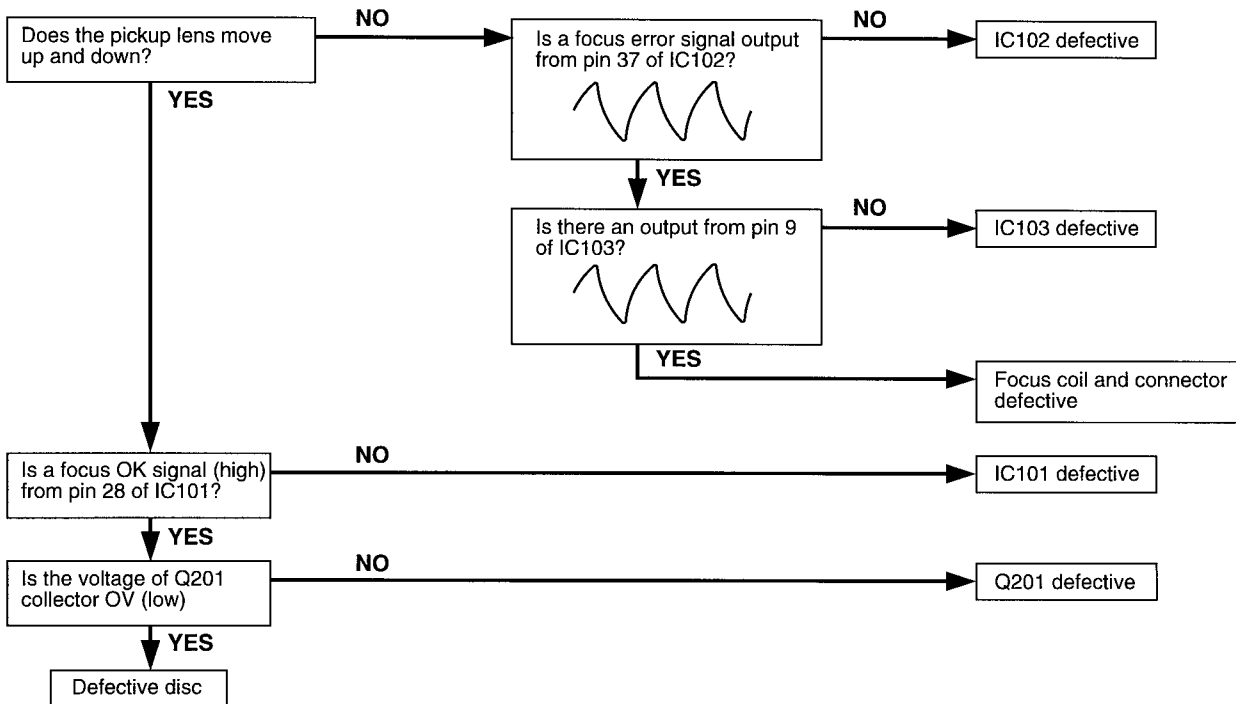 Does the pickup lens move
up and down?
NO
Is a focus error signal output
from pin 37 of IC102?
NO
IC102 defective
YES
YES
Is there an output from pin 9
of IC103?
NO
IC103 defective
YES
Focus coil and connector
defective
Is a focus OK signal (high)
from pin 28 of IC101?
NO
IC101 defective
YES
Is the voltage of Q201
collector OV (low)
NO
Q201 defective
YES
Defective disc